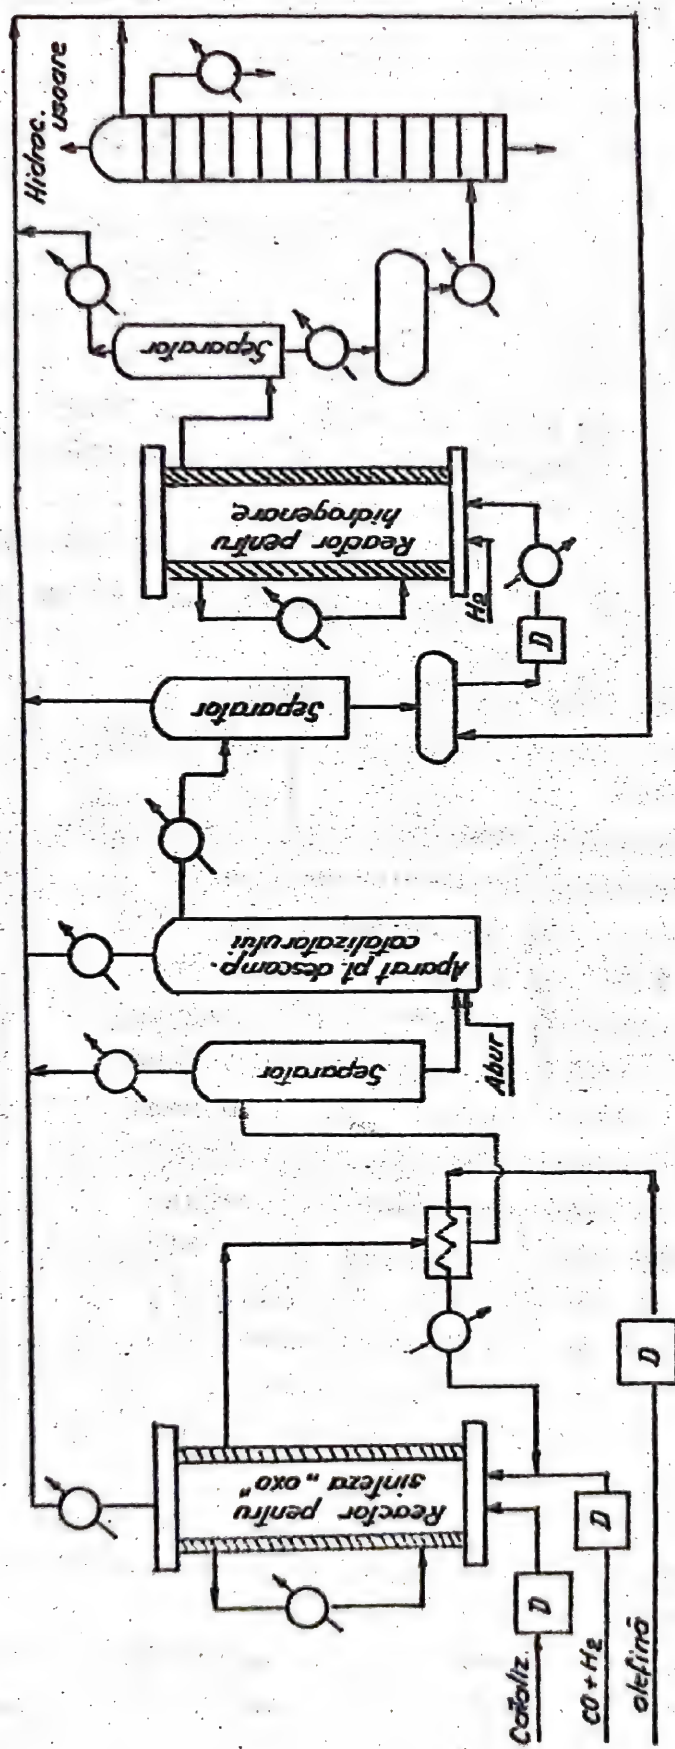 Cataliz.
CO+H2
olefină
D
D
D
Reactor pentru
sinteza „oxo"
Separator
Abur
Aparat pt. descomp.
catalizatorului
Separator
D
H2
Reactor pentru
hidrogenare
Separator
Hidroc.
usoare